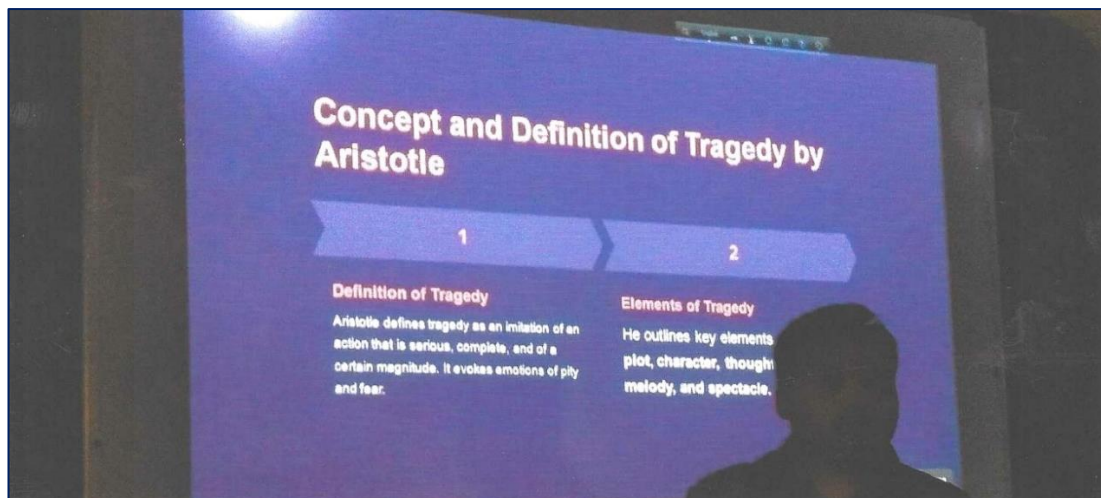 Concept and Definition of Tragedy by
Aristotle
1
2
Definition of Tragedy
Aristotle defines tragedy as an imitation of an
action that is serious, complete, and of a
certain magnitude. It evokes emotions of pity
and fear.
Elements of Tragedy
He outlines key elements
plot, character, though
melody, and spectacle.